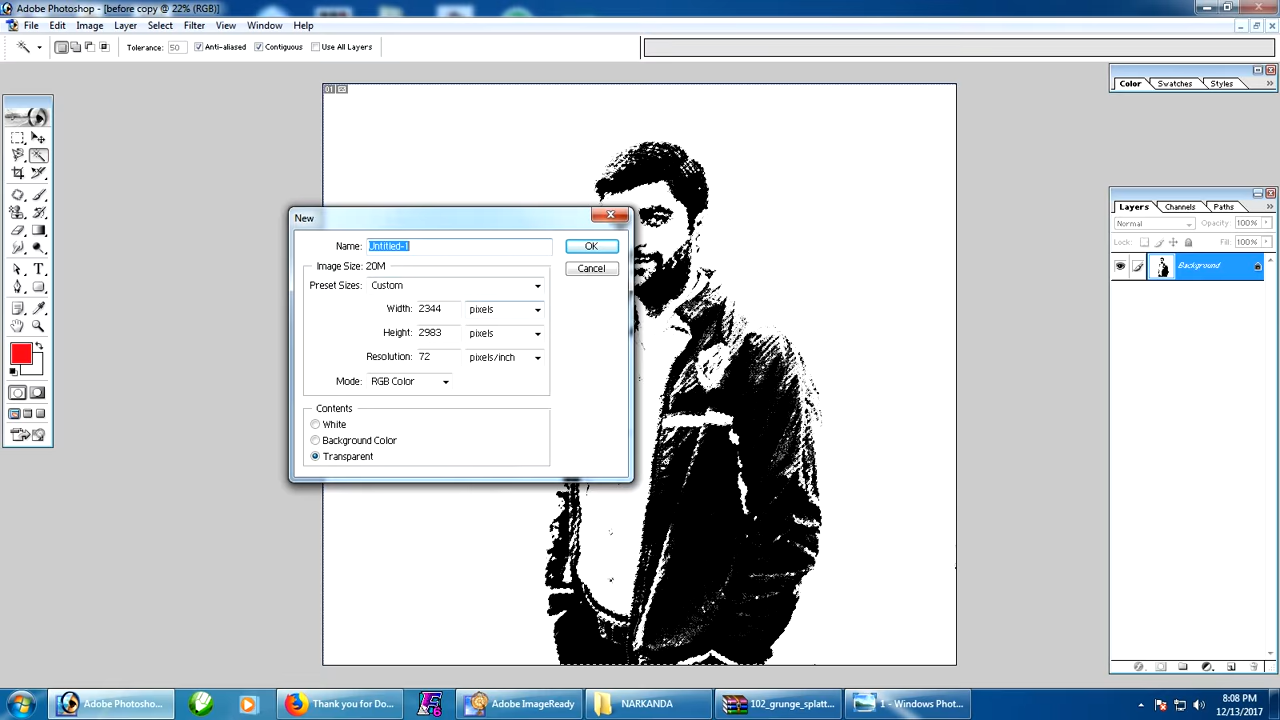 Adobe Photoshop - [before copy @ 22% (RGB)]
File Edit Image Layer Select Filter View Window Help
Tolerance: 50 Anti-aliased Contiguous Use All Layers
01
Color Swatches Styles
New
Name: Untitled-1 OK
Image Size: 20M Cancel
Preset Sizes: Custom
Width: 2344 pixels
Height: 2983 pixels
Resolution: 72 pixels/inch
Mode: RGB Color
Contents
White
Background Color
Transparent
Layers Channels Paths
Normal Opacity: 100%
Lock: Fill: 100%
Background
Adobe Photosho... Thank you for Do... Adobe ImageReady NARKANDA 102_grunge_splatt... 1 - Windows Phot... 8:08 PM
12/13/2017